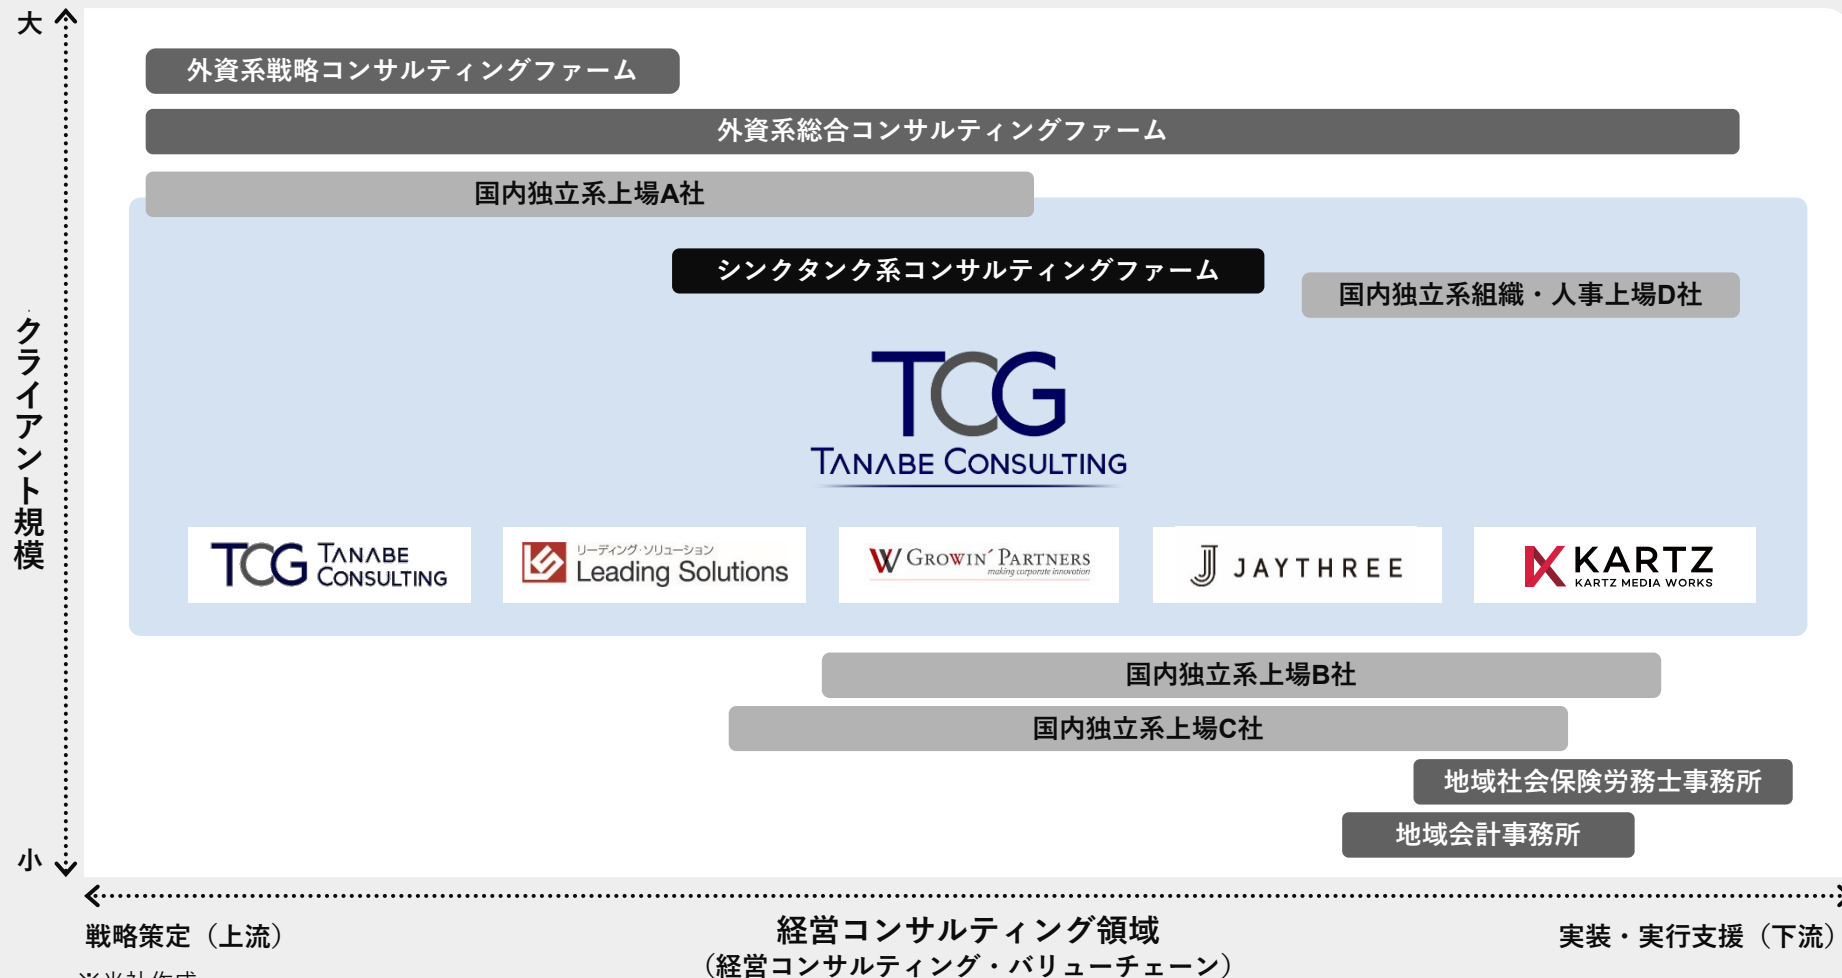 大
外資系戦略コンサルティングファーム
外資系総合コンサルティングファーム
国内独立系上場A社
シンクタンク系コンサルティングファーム
国内独立系組織・人事上場D社
クライアント規模
TCG
TANABE CONSULTING
TCG TANABE CONSULTING
リーディング・ソリューション
Leading Solutions
GROWIN' PARTNERS
making corporate innovation
JAYTHREE
KARTZ
KARTZ MEDIA WORKS
国内独立系上場B社
国内独立系上場C社
地域社会保険労務士事務所
地域会計事務所
小
戦略策定（上流）
経営コンサルティング領域
（経営コンサルティング・バリューチェーン）
実装・実行支援（下流）
※当社作成